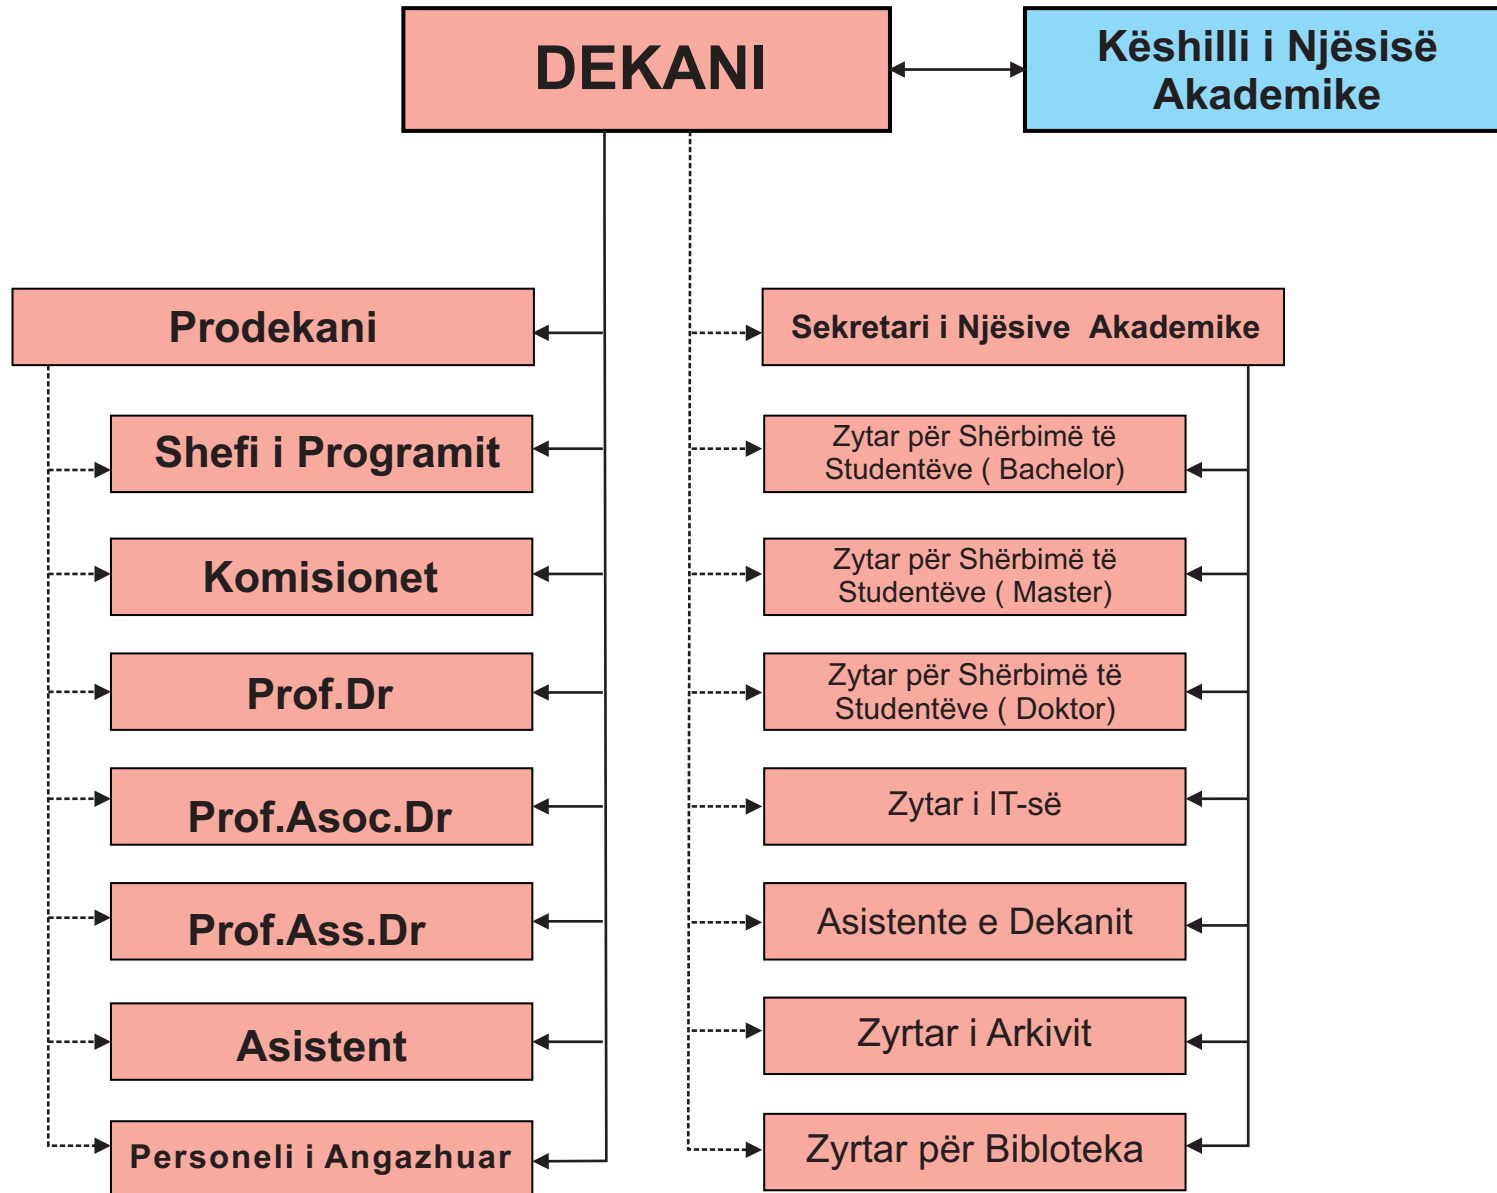 DEKANI
Këshilli i Njësisë
Akademike
Prodekani
Shefi i Programit
Komisionet
Prof.Dr
Prof.Asoc.Dr
Prof.Ass.Dr
Asistent
Personeli i Angazhuar
Sekretari i Njësive Akademike
Zytar për Shërbimë të
Studentëve ( Bachelor)
Zytar për Shërbimë të
Studentëve ( Master)
Zytar për Shërbimë të
Studentëve ( Doktor)
Zytar i IT-së
Asistente e Dekanit
Zyrtar i Arkivit
Zyrtar për Bibloteka